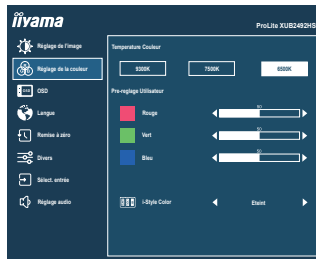 iiyama
ProLite XUB2492HS
Réglage de l'image
Réglage de la couleur
OSD
Langue
Remise à zéro
Divers
Sélect. entrée
Réglage audio
Temperature Couleur
9300K 7500K 6500K
Pre-reglage Utilisateur
Rouge 50
Vert 50
Bleu 50
i-Style Color Eteint